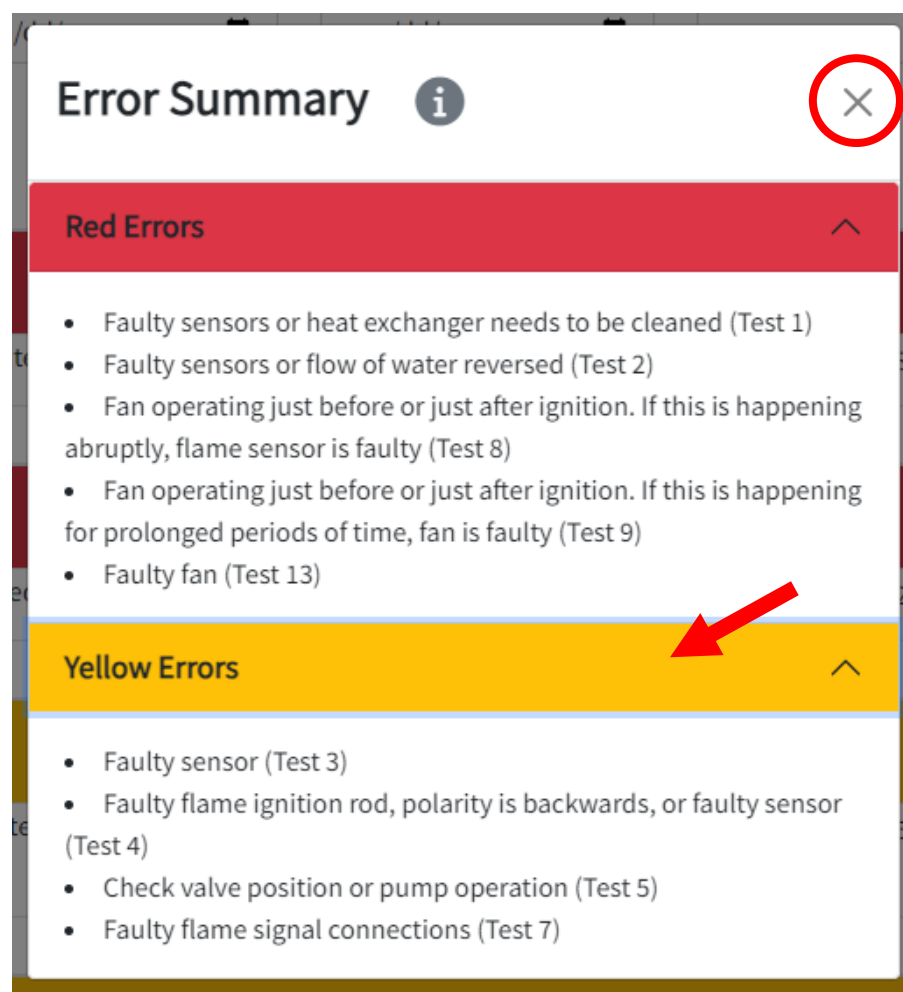 Error Summary
Red Errors
• Faulty sensors or heat exchanger needs to be cleaned (Test 1)
• Faulty sensors or flow of water reversed (Test 2)
• Fan operating just before or just after ignition. If this is happening
abruptly, flame sensor is faulty (Test 8)
• Fan operating just before or just after ignition. If this is happening
for prolonged periods of time, fan is faulty (Test 9)
• Faulty fan (Test 13)
Yellow Errors
• Faulty sensor (Test 3)
• Faulty flame ignition rod, polarity is backwards, or faulty sensor
(Test 4)
• Check valve position or pump operation (Test 5)
• Faulty flame signal connections (Test 7)